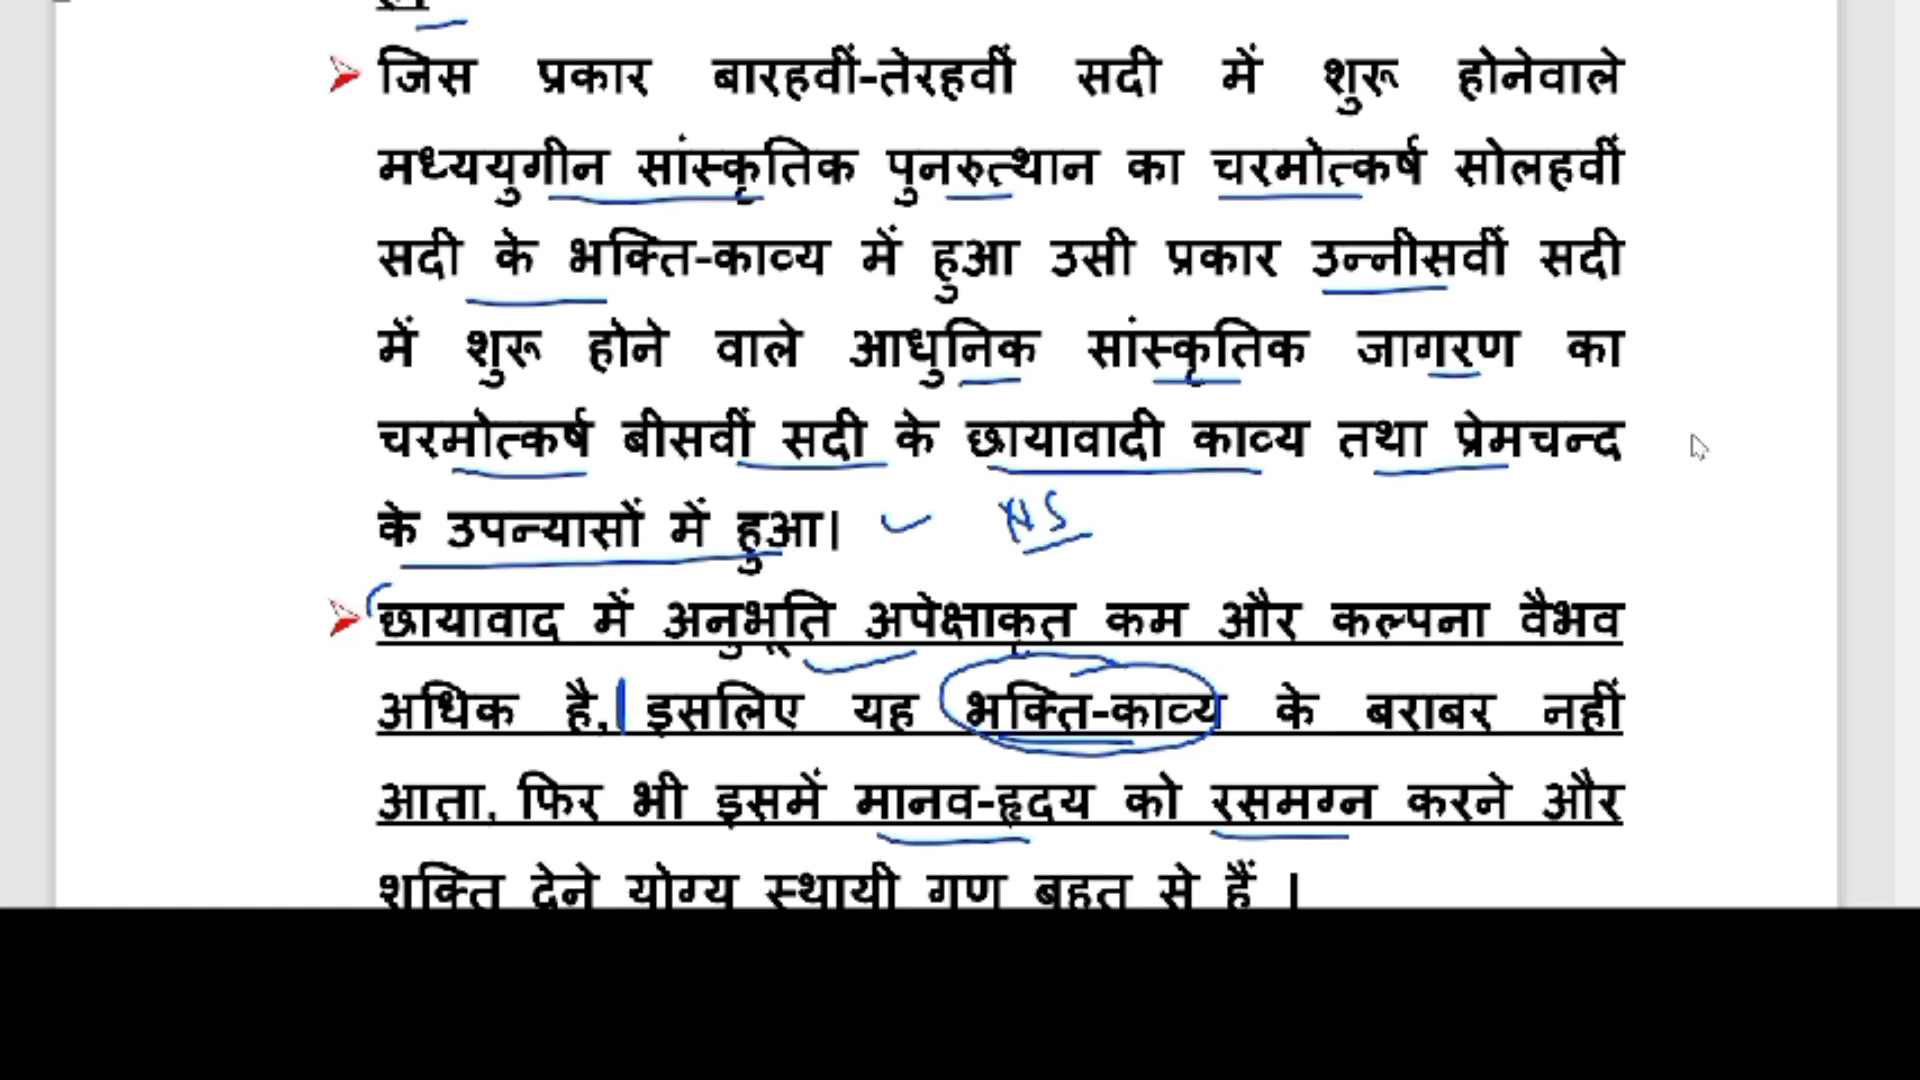 जिस प्रकार बारहवीं-तेरहवीं सदी में शुरू होनेवाले
मध्ययुगीन सांस्कृतिक पुनरुत्थान का चरमोत्कर्ष सोलहवीं
सदी के भक्ति-काव्य में हुआ उसी प्रकार उन्नीसवीं सदी
में शुरू होने वाले आधुनिक सांस्कृतिक जागरण का
चरमोत्कर्ष बीसवीं सदी के छायावादी काव्य तथा प्रेमचन्द
के उपन्यासों में हुआ। NS
छायावाद में अनुभूति अपेक्षाकृत कम और कल्पना वैभव
अधिक है, इसलिए यह भक्ति-काव्य के बराबर नहीं
आता, फिर भी इसमें मानव-हृदय को रसमग्न करने और
शक्ति देने योग्य स्थायी गुण बहुत से हैं ।